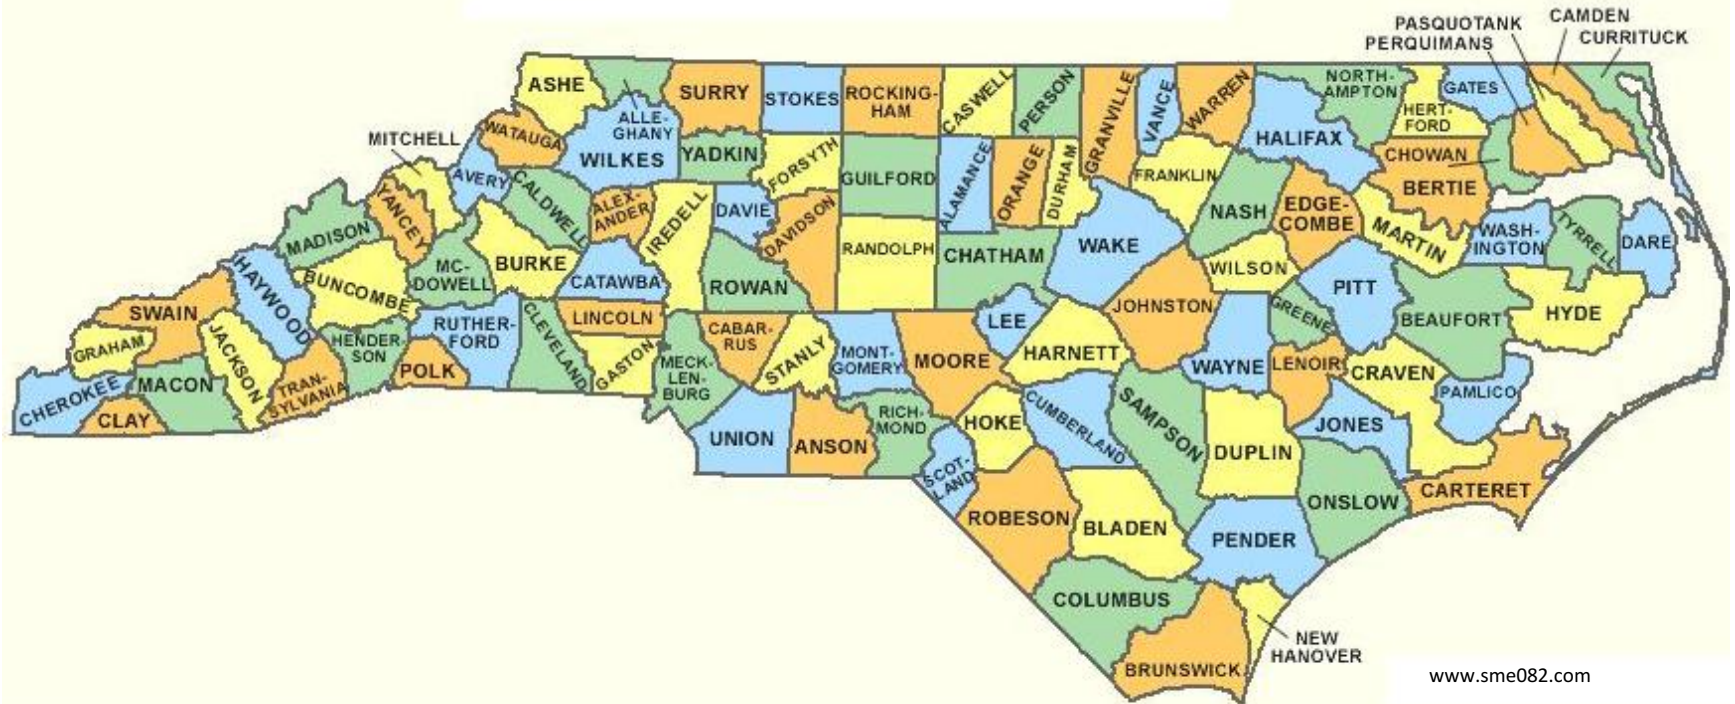 PASQUOTANK
PERQUIMANS
CAMDEN
CURRITUCK
ASHE
ALLE-
GHANY
SURRY
STOKES
ROCKING-
HAM
CASWELL
PERSON
GRANVILLE
VANCE
WARREN
NORTH-
AMPTON
HERT-
FORD
GATES
MITCHELL
WATAUGA
WILKES
YADKIN
FORSYTH
GUILFORD
ALAMANCE
ORANGE
DURHAM
FRANKLIN
HALIFAX
CHOWAN
BERTIE
AVERY
CALDWELL
ALEX-
ANDER
IREDELL
DAVIE
DAVIDSON
RANDOLPH
CHATHAM
WAKE
NASH
EDGE-
COMBE
MARTIN
WASH-
INGTON
TYRRELL
DARE
YANCEY
MADISON
HAYWOOD
BUNCOMBE
MC-
DOWELL
BURKE
CATAWBA
ROWAN
WILSON
PITT
BEAUFORT
HYDE
SWAIN
GRAHAM
JACKSON
HENDER-
SON
RUTHER-
FORD
CLEVELAND
LINCOLN
GASTON
CABAR-
RUS
STANLY
MONT-
GOMERY
MOORE
LEE
HARNETT
JOHNSTON
WAYNE
GREENE
LENOIR
CRAVEN
PAMLICO
CHEROKEE
CLAY
MACON
TRAN-
SYLVANIA
POLK
MECK-
LEN-
BURG
UNION
ANSON
RICH-
MOND
SCOT-
LAND
HOKE
CUMBERLAND
SAMPSON
DUPLIN
JONES
ONSLOW
CARTERET
ROBESON
BLADEN
PENDER
COLUMBUS
BRUNSWICK
NEW
HANOVER
www.sme082.com